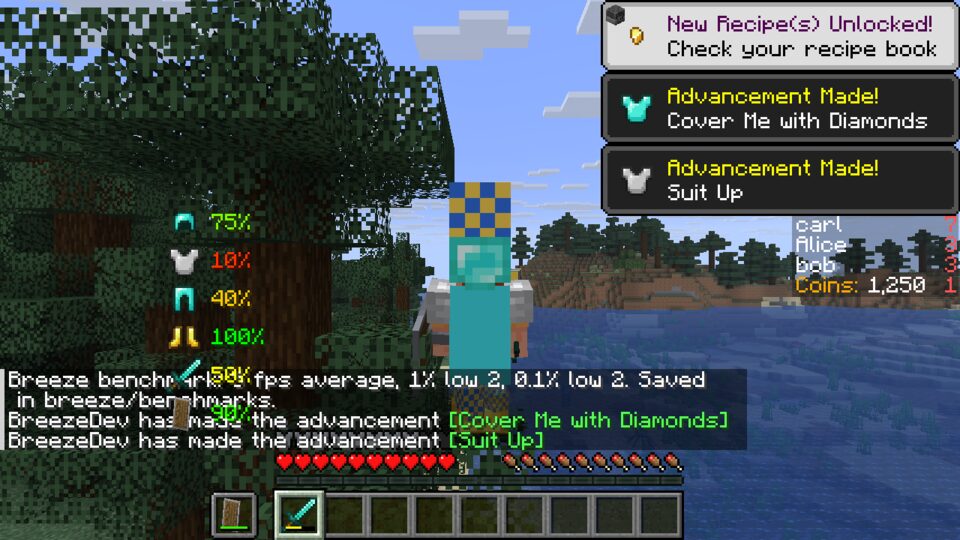 New Recipe(s) Unlocked!
Check your recipe book
Advancement Made!
Cover Me with Diamonds
Advancement Made!
Suit Up
carl 7
Alice 3
bob 3
Coins: 1,250 1
75%
10%
40%
100%
50%
90%
Breeze benchmark: fps average, 1% low 2, 0.1% low 2. Saved
in breeze/benchmarks.
BreezeDev has made the advancement [Cover Me with Diamonds]
BreezeDev has made the advancement [Suit Up]